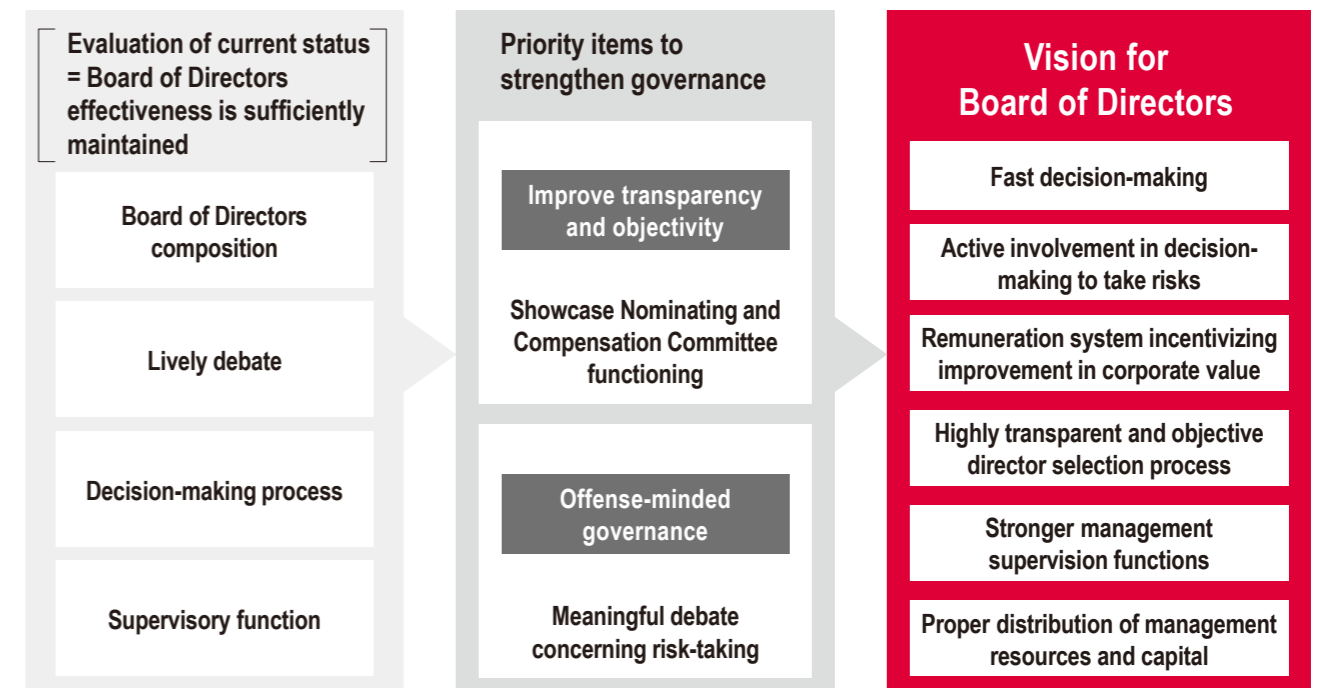 Evaluation of current status
= Board of Directors
effectiveness is sufficiently
maintained
Board of Directors
composition
Lively debate
Decision-making process
Supervisory function
Priority items to
strengthen governance
Improve transparency
and objectivity
Showcase Nominating and
Compensation Committee
functioning
Offense-minded
governance
Meaningful debate
concerning risk-taking
Vision for
Board of Directors
Fast decision-making
Active involvement in decision-
making to take risks
Remuneration system incentivizing
improvement in corporate value
Highly transparent and objective
director selection process
Stronger management
supervision functions
Proper distribution of management
resources and capital